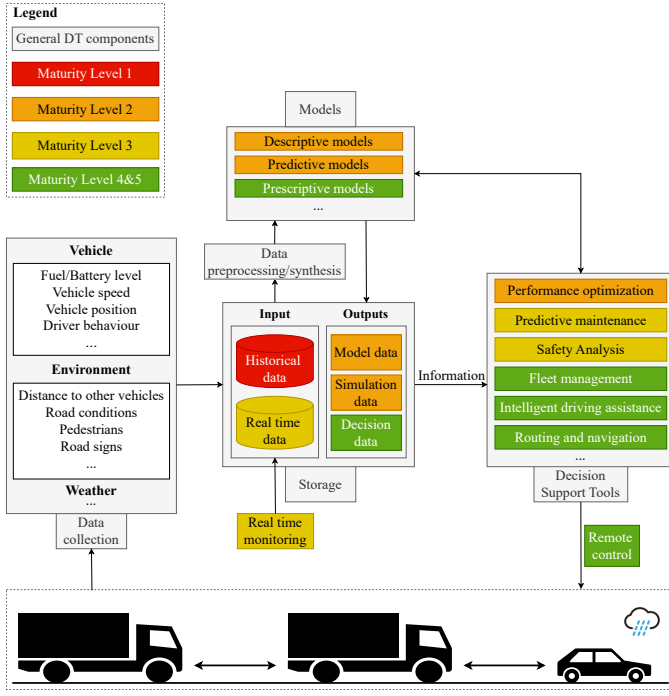 Legend
General DT components
Maturity Level 1
Maturity Level 2
Maturity Level 3
Maturity Level 4&5
Models
Descriptive models
Predictive models
Prescriptive models
...
Data
preprocessing/synthesis
Vehicle
Fuel/Battery level
Vehicle speed
Vehicle position
Driver behaviour
...
Environment
Distance to other vehicles
Road conditions
Pedestrians
Road signs
...
Weather
...
Data
collection
Input
Historical
data
Real time
data
Outputs
Model data
Simulation
data
Decision
data
Storage
Real time
monitoring
Information
Performance optimization
Predictive maintenance
Safety Analysis
Fleet management
Intelligent driving assistance
Routing and navigation
...
Decision
Support Tools
Remote
control